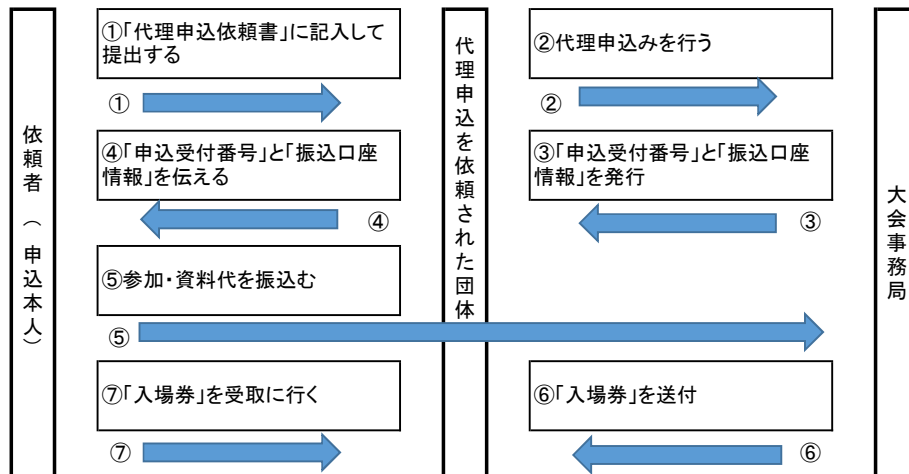 ①「代理申込依頼書」に記入して
提出する
①
②代理申込みを行う
②
④「申込受付番号」と「振込口座
情報」を伝える
④
③「申込受付番号」と「振込口座
情報」を発行
③
⑤参加・資料代を振込む
⑤
⑦「入場券」を受取に行く
⑦
⑥「入場券」を送付
⑥
依頼者(申込本人)
代理申込を依頼された団体
大会事務局